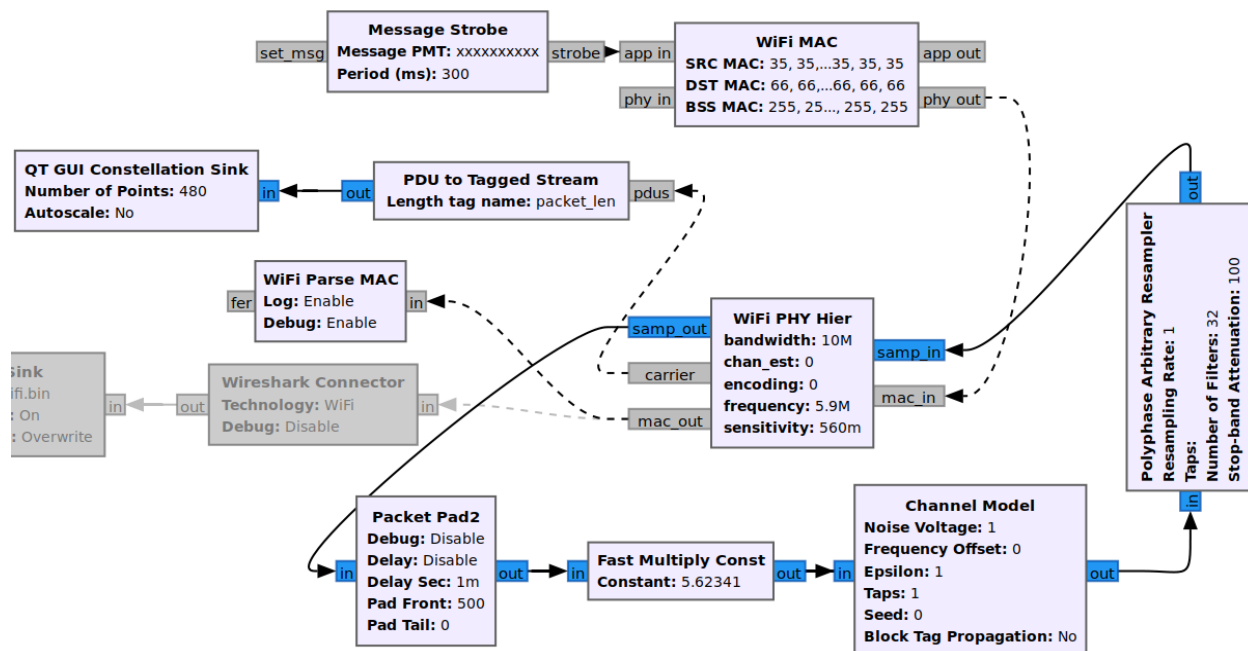 Message Strobe
set_msg
Message PMT: xxxxxxxxxx
strobe
Period (ms): 300
WiFi MAC
app in
SRC MAC: 35, 35,...35, 35, 35
app out
DST MAC: 66, 66,...66, 66, 66
phy in
BSS MAC: 255, 25..., 255, 255
phy out
QT GUI Constellation Sink
Number of Points: 480
in
Autoscale: No
PDU to Tagged Stream
out
Length tag name: packet_len
pdus
out
Polyphase Arbitrary Resampler
Resampling Rate: 1
Taps:
Number of Filters: 32
Stop-band Attenuation: 100
in
WiFi Parse MAC
fer
Log: Enable
in
Debug: Enable
WiFi PHY Hier
samp_out
bandwidth: 10M
samp_in
chan_est: 0
carrier
encoding: 0
mac_in
frequency: 5.9M
mac_out
sensitivity: 560m
Sink
ifi.bin
: On
in
: Overwrite
Wireshark Connector
out
Technology: WiFi
in
Debug: Disable
Packet Pad2
Debug: Disable
Delay: Disable
in
Delay Sec: 1m
out
Pad Front: 500
Pad Tail: 0
Fast Multiply Const
in
Constant: 5.62341
out
Channel Model
Noise Voltage: 1
Frequency Offset: 0
in
Epsilon: 1
out
Taps: 1
Seed: 0
Block Tag Propagation: No